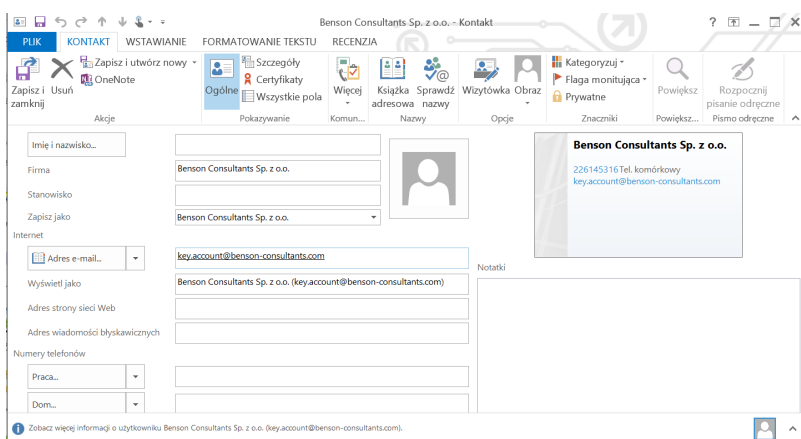 Benson Consultants Sp. z o.o. - Kontakt
PLIK KONTAKT WSTAWIANIE FORMATOWANIE TEKSTU RECENZJA
Zapisz i zamknij
Usuń
Zapisz i utwórz nowy
OneNote
Akcje
Ogólne
Szczegóły
Certyfikaty
Wszystkie pola
Pokazywanie
Więcej
Komun...
Książka adresowa
Sprawdź nazwy
Nazwy
Wizytówka
Obraz
Opcje
Kategoryzuj
Flaga monitująca
Prywatne
Znaczniki
Powiększ
Powiększ...
Rozpocznij pisanie odręczne
Pismo odręczne
Imię i nazwisko...
Firma Benson Consultants Sp. z o.o.
Stanowisko
Zapisz jako Benson Consultants Sp. z o.o.
Internet
Adres e-mail... key.account@benson-consultants.com
Wyświetl jako Benson Consultants Sp. z o.o. (key.account@benson-consultants.com)
Adres strony sieci Web
Adres wiadomości błyskawicznych
Numery telefonów
Praca...
Dom...
Benson Consultants Sp. z o.o.
226145316 Tel. komórkowy
key.account@benson-consultants.com
Notatki
Zobacz więcej informacji o użytkowniku Benson Consultants Sp. z o.o. (key.account@benson-consultants.com).